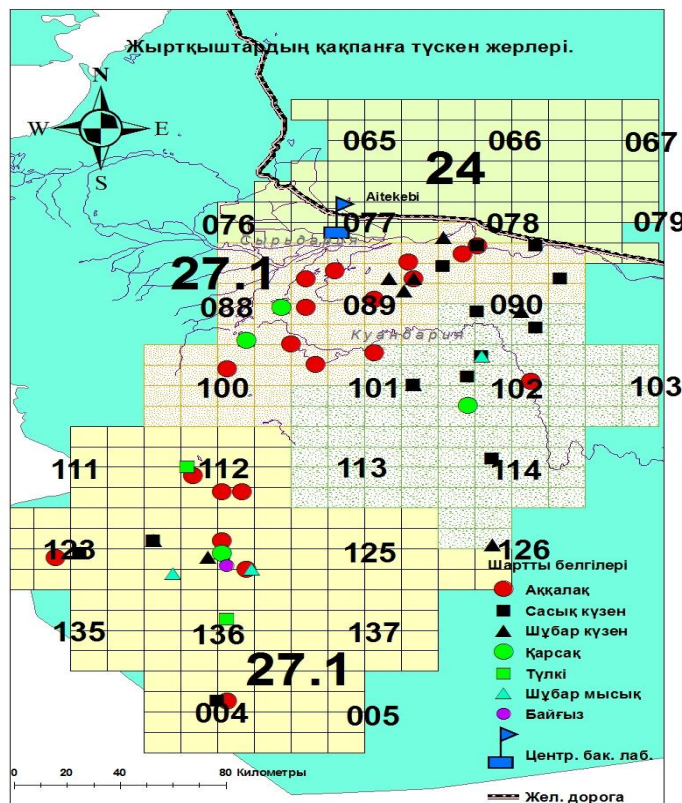 Жыртқыштардың қақпанға түскен жерлері.
N
W E
S
065 066 067
24
Aitekebi
076 077 078 079
Сырьдария
27.1
088 089 090
Куандария
100 101 102 103
111 112 113 114
123 125 126
Шартты белгілері
Аққалақ
Сасық күзен
135 136 137
Шұбар күзен
Қарсақ
27.1
Түлкі
Шұбар мысық
004 005
Байғыз
Центр. бак. лаб.
0 20 40 80 Километры
Жел. дорога